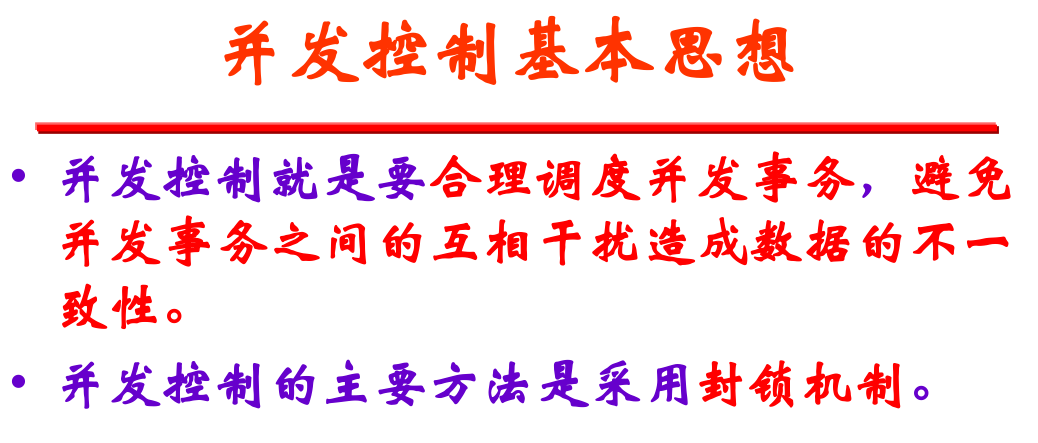 并发控制基本思想
• 并发控制就是要合理调度并发事务，避免
并发事务之间的互相干扰造成数据的不一
致性。
• 并发控制的主要方法是采用封锁机制。